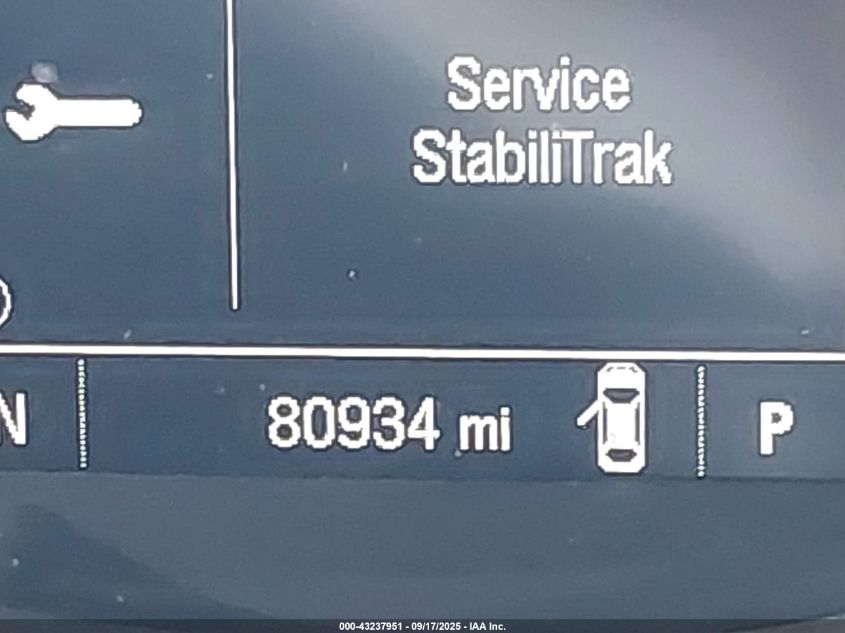 Service
StabiliTrak
N
80934 mi
P
000-43237951 - 09/17/2025 - IAA Inc.